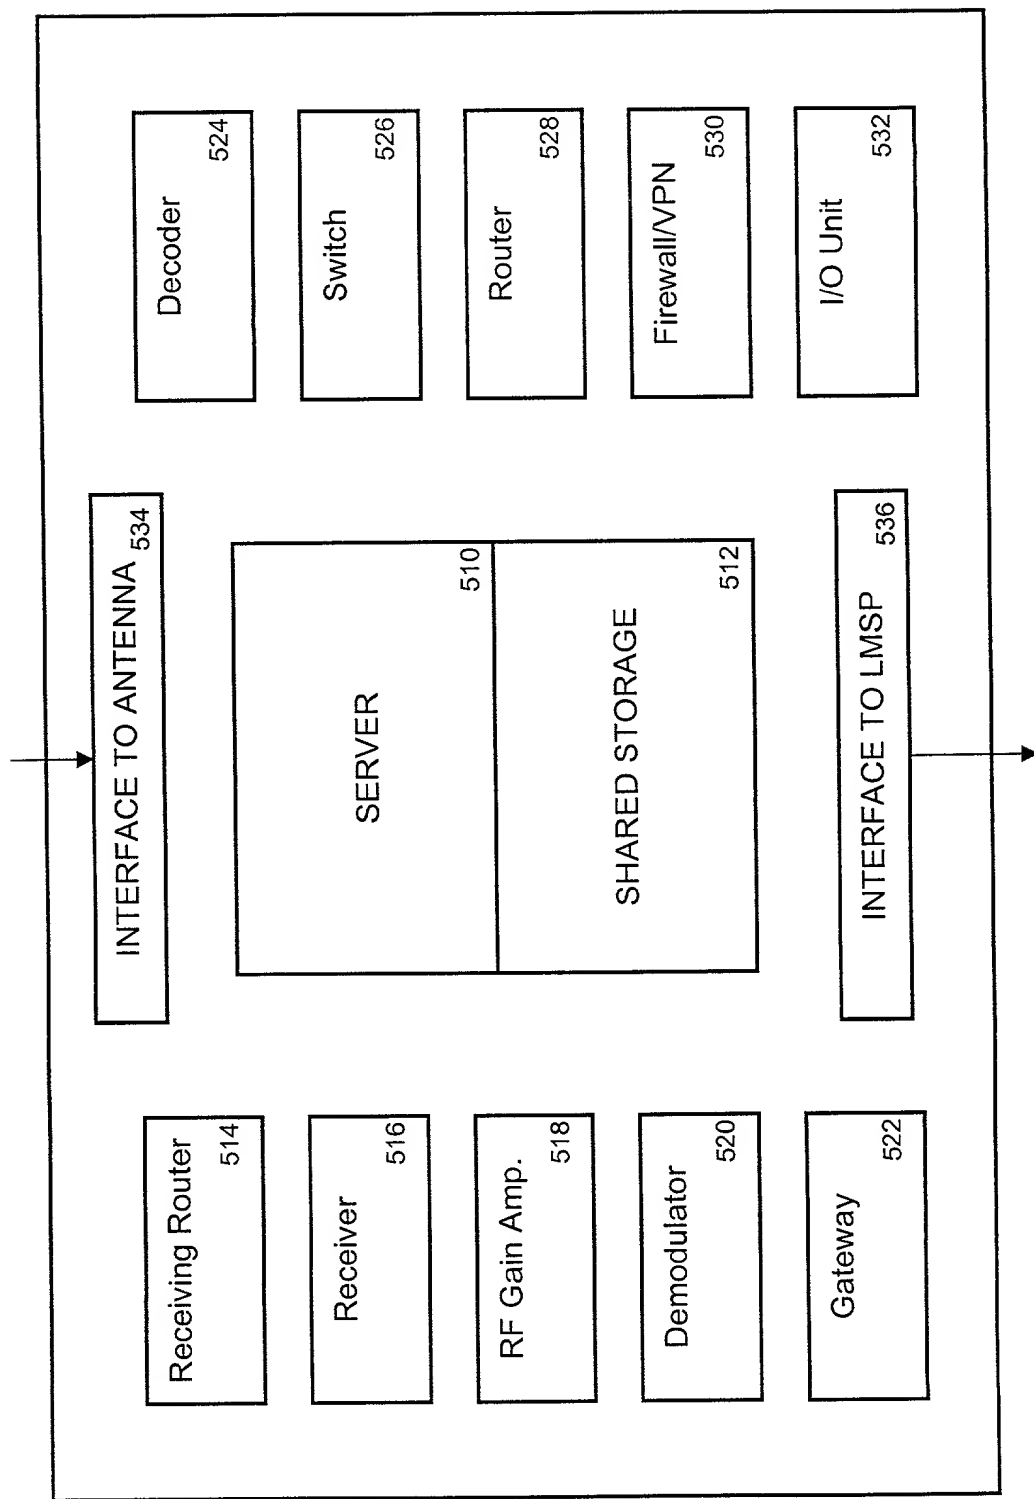 INTERFACE TO ANTENNA
534
Receiving Router
514
Receiver
516
RF Gain Amp.
518
Demodulator
520
Gateway
522
SERVER
510
SHARED STORAGE
512
Decoder
524
Switch
526
Router
528
Firewall/VPN
530
I/O Unit
532
INTERFACE TO LMSP
536